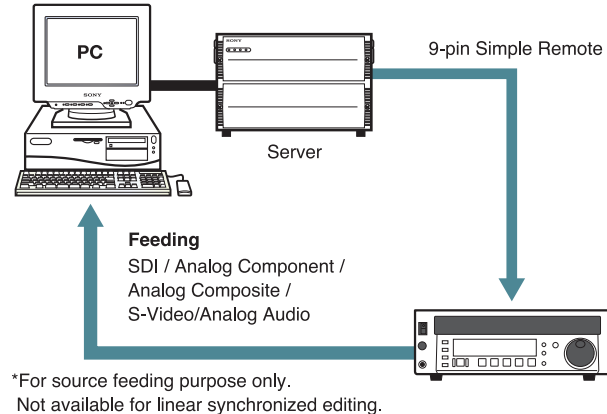 PC
SONY
SONY
9-pin Simple Remote
Server
Feeding
SDI / Analog Component /
Analog Composite /
S-Video/Analog Audio
*For source feeding purpose only.
Not available for linear synchronized editing.